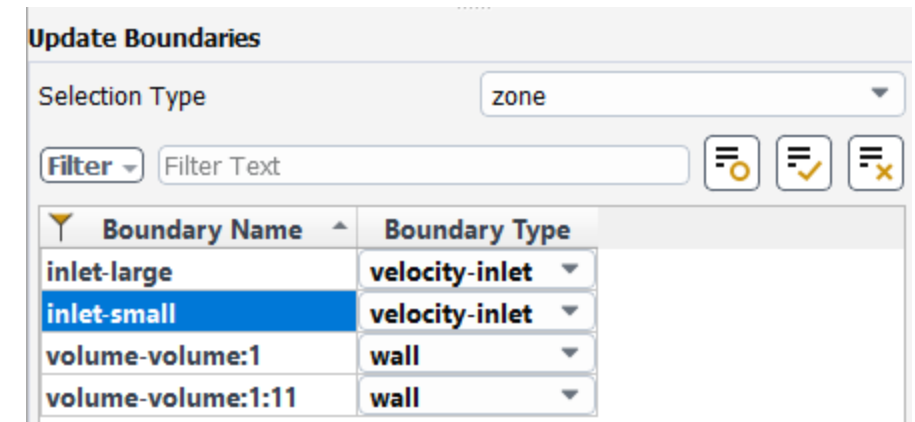 Update Boundaries
Selection Type zone
Filter Filter Text
Boundary Name Boundary Type
inlet-large velocity-inlet
inlet-small velocity-inlet
volume-volume:1 wall
volume-volume:1:11 wall